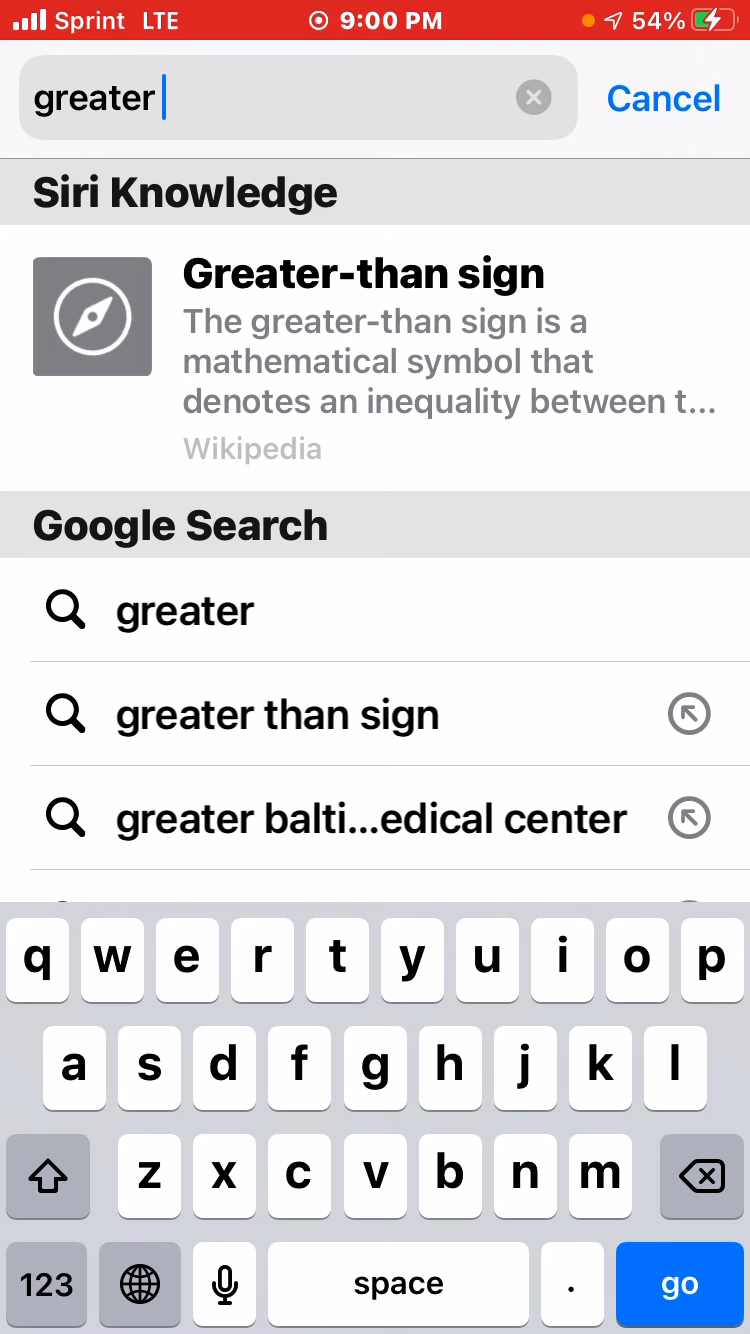 Sprint LTE 9:00 PM 54%
greater Cancel
Siri Knowledge
Greater-than sign
The greater-than sign is a
mathematical symbol that
denotes an inequality between t...
Wikipedia
Google Search
greater
greater than sign
greater balti...edical center
q w e r t y u i o p
a s d f g h j k l
z x c v b n m
123 space . go